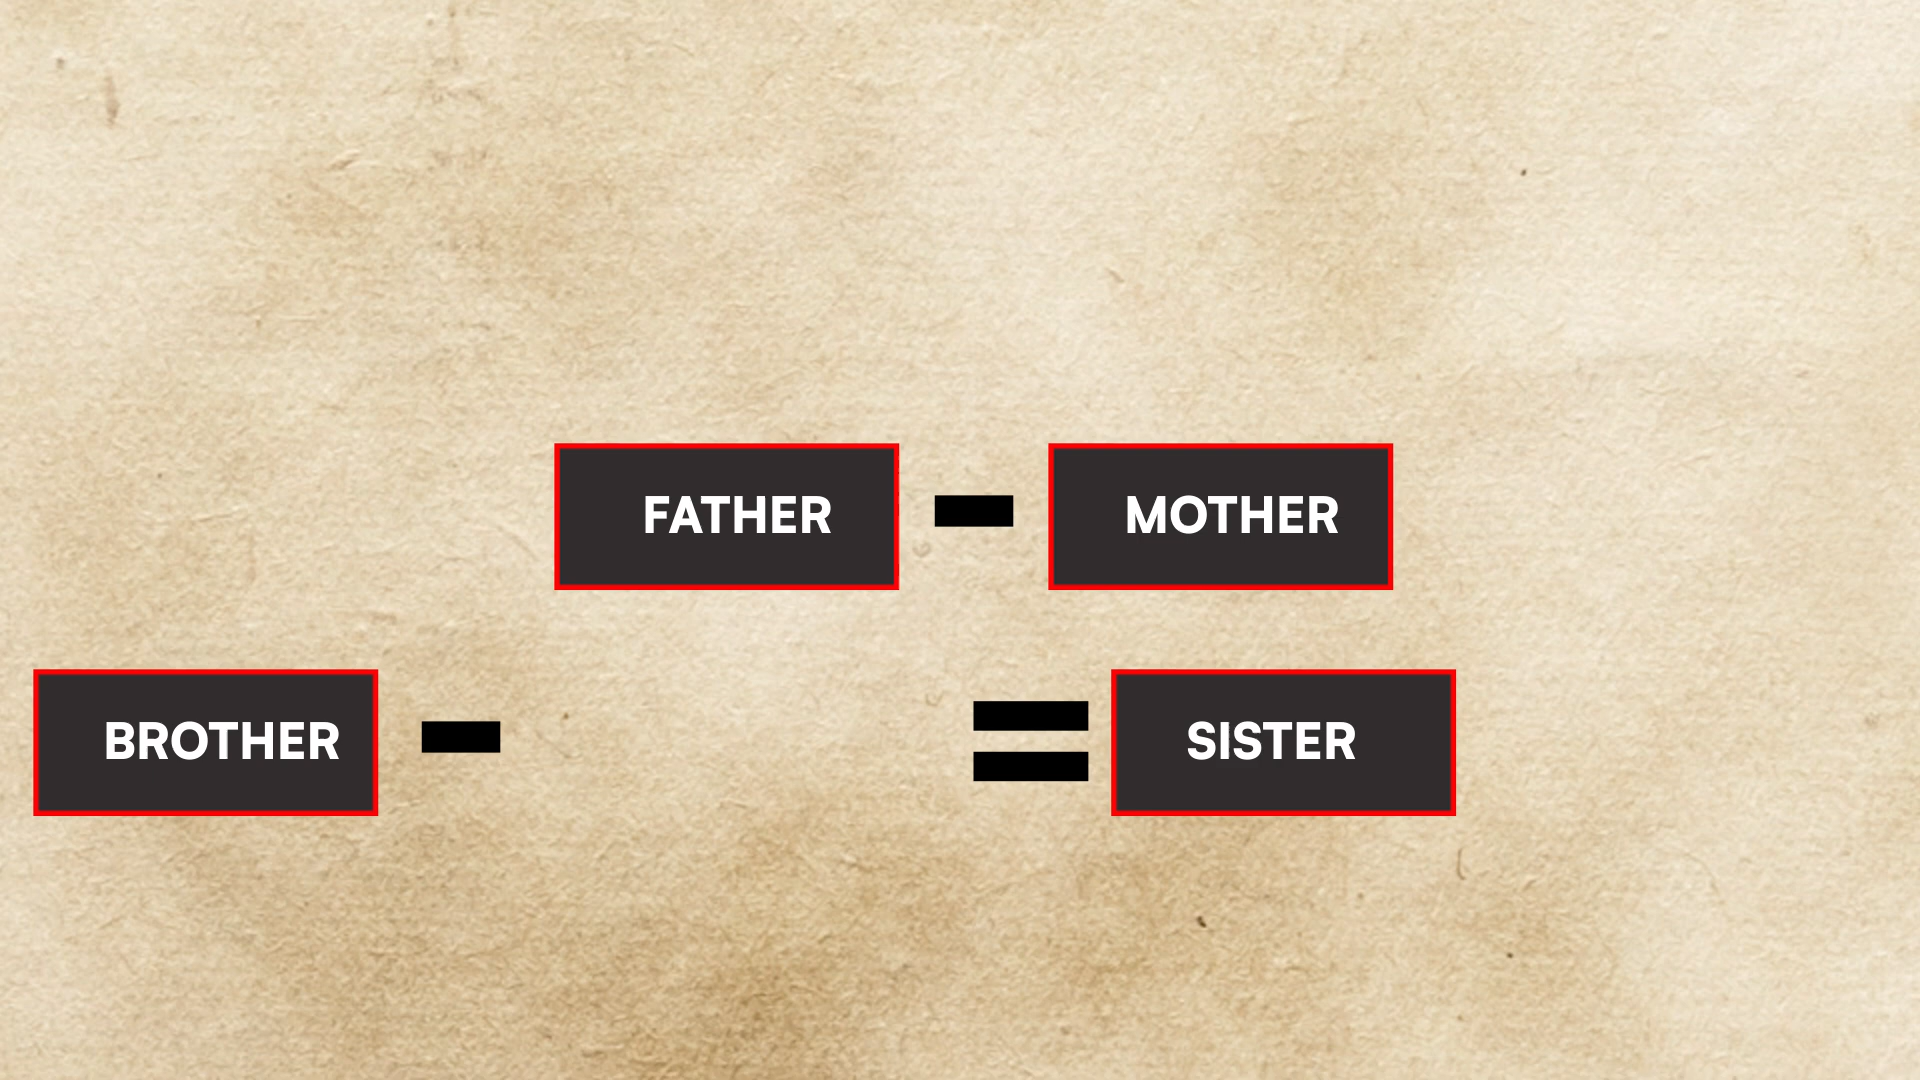 FATHER - MOTHER
BROTHER - = SISTER